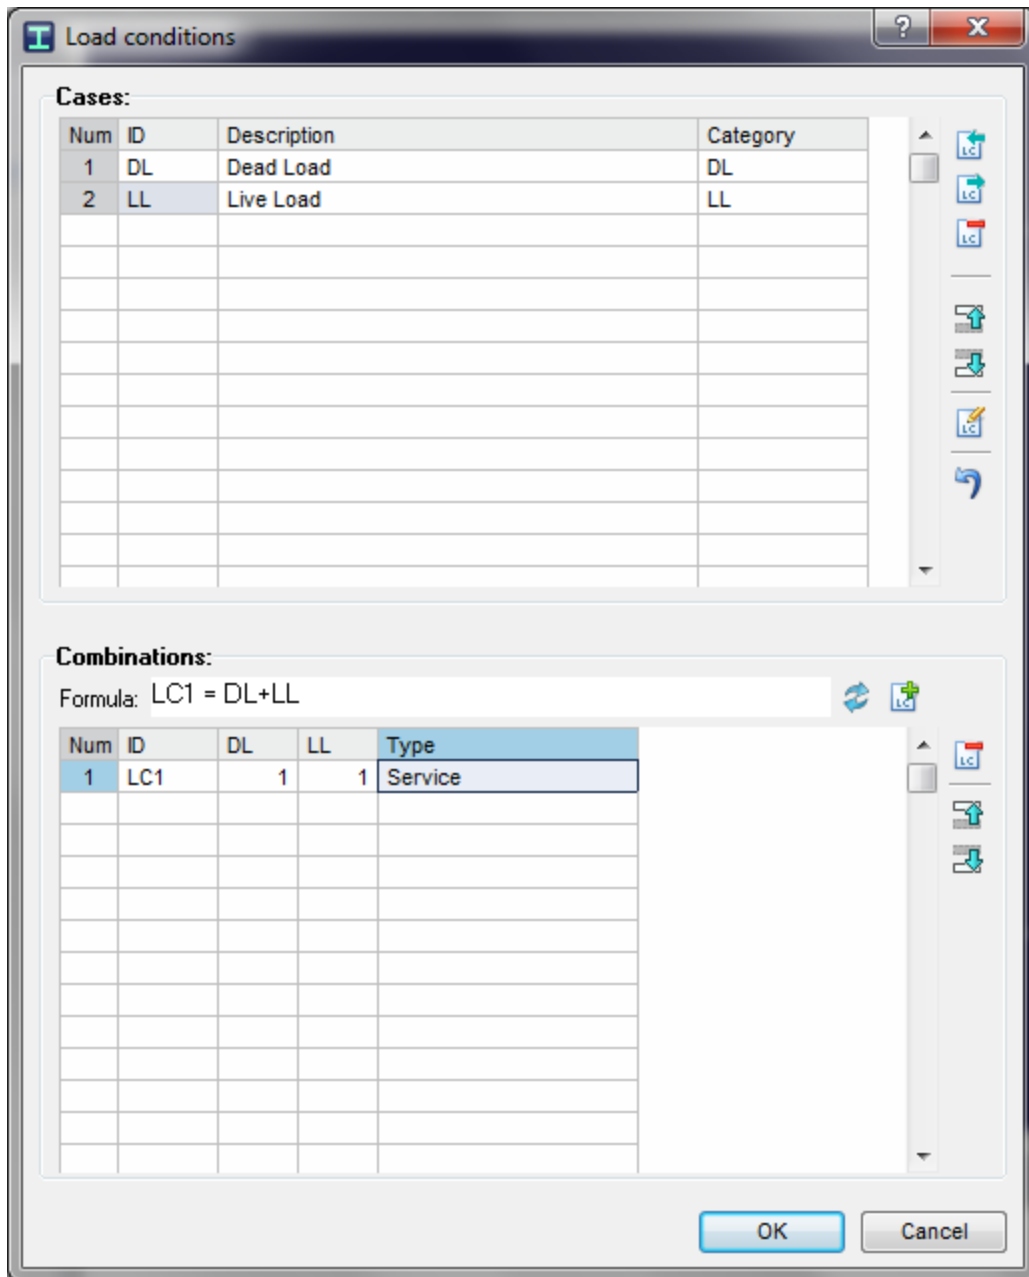 Load conditions
Cases:
Num ID Description Category
1 DL Dead Load DL
2 LL Live Load LL
Combinations:
Formula: LC1 = DL+LL
Num ID DL LL Type
1 LC1 1 1 Service
OK Cancel